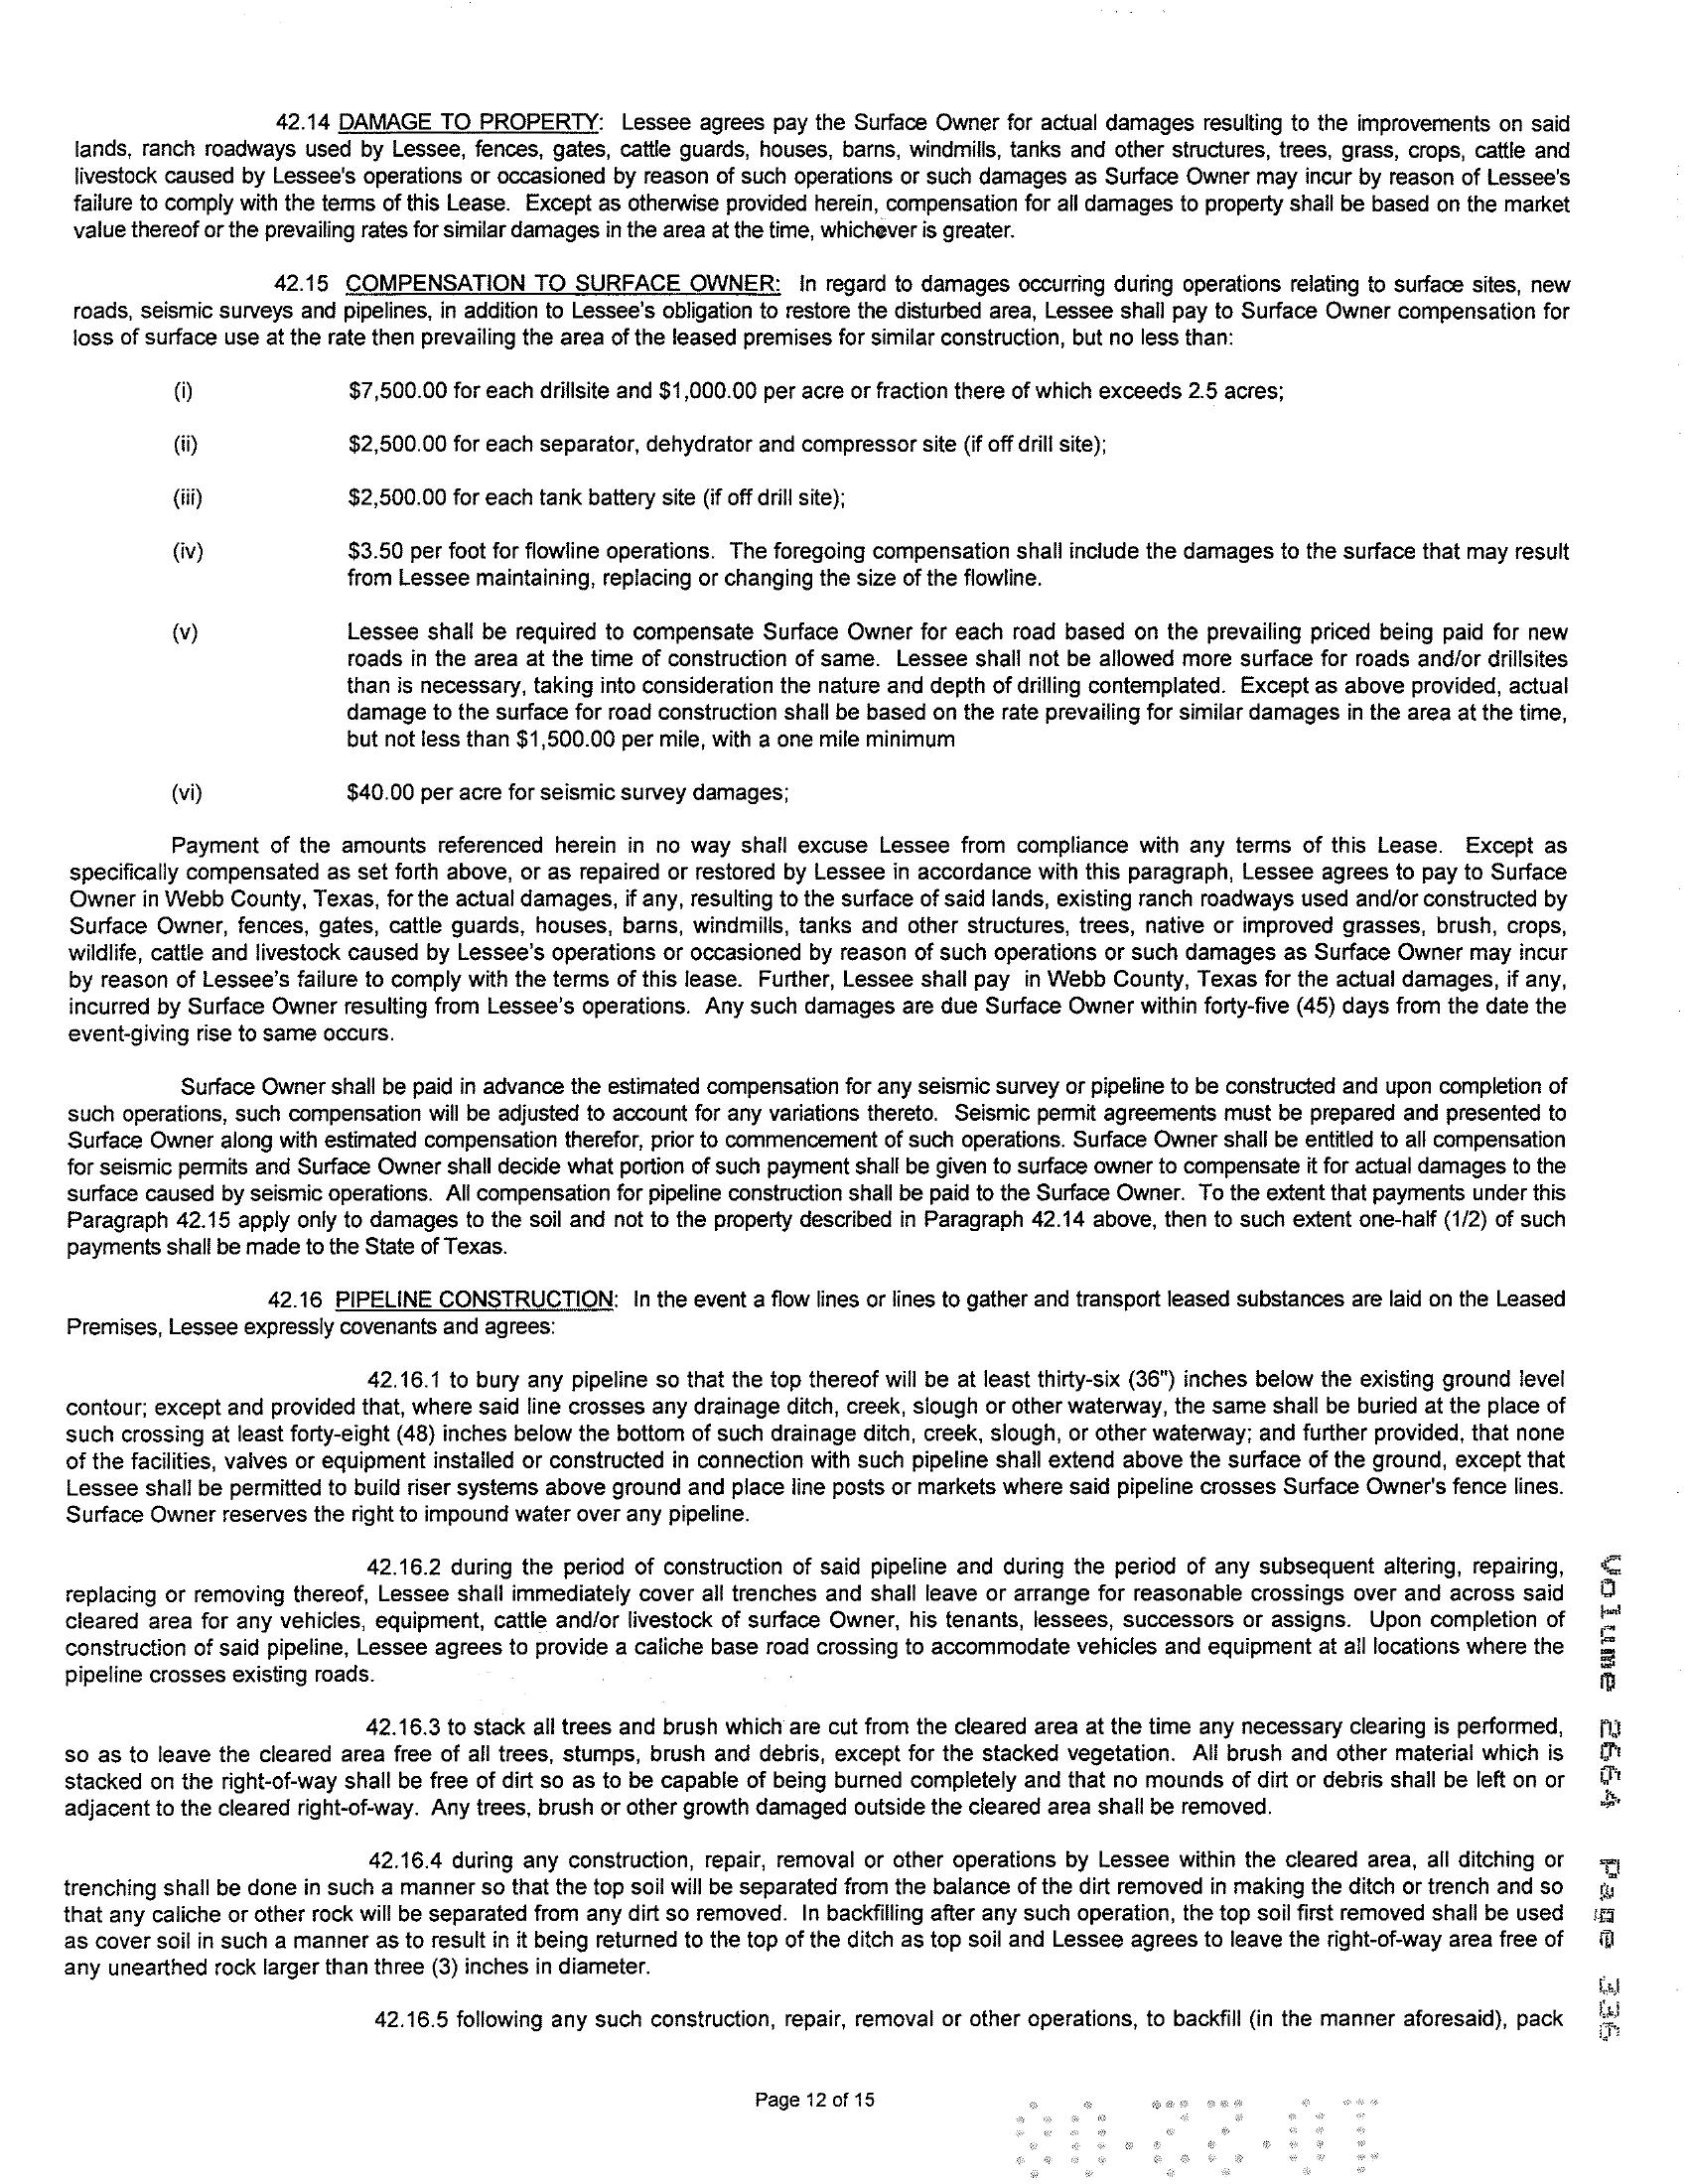 42.14 DAMAGE TO PROPERTY: Lessee agrees pay the Surface Owner for actual damages resulting to the improvements on said
lands, ranch roadways used by Lessee, fences, gates, cattle guards, houses, barns, windmills, tanks and other structures, trees, grass, crops, cattle and
livestock caused by Lessee's operations or occasioned by reason of such operations or such damages as Surface Owner may incur by reason of Lessee's
failure to comply with the terms of this Lease. Except as otherwise provided herein, compensation for all damages to property shall be based on the market
value thereof or the prevailing rates for similar damages in the area at the time, whichever is greater.
42.15 COMPENSATION TO SURFACE OWNER: In regard to damages occurring during operations relating to surface sites, new
roads, seismic surveys and pipelines, in addition to Lessee's obligation to restore the disturbed area, Lessee shall pay to Surface Owner compensation for
loss of surface use at the rate then prevailing the area of the leased premises for similar construction, but no less than:
(i) $7,500.00 for each drillsite and $1,000.00 per acre or fraction there of which exceeds 2.5 acres;
(ii) $2,500.00 for each separator, dehydrator and compressor site (if off drill site);
(iii) $2,500.00 for each tank battery site (if off drill site);
(iv) $3.50 per foot for flowline operations. The foregoing compensation shall include the damages to the surface that may result
from Lessee maintaining, replacing or changing the size of the flowline.
(v) Lessee shall be required to compensate Surface Owner for each road based on the prevailing priced being paid for new
roads in the area at the time of construction of same. Lessee shall not be allowed more surface for roads and/or drillsites
than is necessary, taking into consideration the nature and depth of drilling contemplated. Except as above provided, actual
damage to the surface for road construction shall be based on the rate prevailing for similar damages in the area at the time,
but not less than $1,500.00 per mile, with a one mile minimum
(vi) $40.00 per acre for seismic survey damages;
Payment of the amounts referenced herein in no way shall excuse Lessee from compliance with any terms of this Lease. Except as
specifically compensated as set forth above, or as repaired or restored by Lessee in accordance with this paragraph, Lessee agrees to pay to Surface
Owner in Webb County, Texas, for the actual damages, if any, resulting to the surface of said lands, existing ranch roadways used and/or constructed by
Surface Owner, fences, gates, cattle guards, houses, barns, windmills, tanks and other structures, trees, native or improved grasses, brush, crops,
wildlife, cattle and livestock caused by Lessee's operations or occasioned by reason of such operations or such damages as Surface Owner may incur
by reason of Lessee's failure to comply with the terms of this lease. Further, Lessee shall pay in Webb County, Texas for the actual damages, if any,
incurred by Surface Owner resulting from Lessee's operations. Any such damages are due Surface Owner within forty-five (45) days from the date the
event-giving rise to same occurs.
Surface Owner shall be paid in advance the estimated compensation for any seismic survey or pipeline to be constructed and upon completion of
such operations, such compensation will be adjusted to account for any variations thereto. Seismic permit agreements must be prepared and presented to
Surface Owner along with estimated compensation therefor, prior to commencement of such operations. Surface Owner shall be entitled to all compensation
for seismic permits and Surface Owner shall decide what portion of such payment shall be given to surface owner to compensate it for actual damages to the
surface caused by seismic operations. All compensation for pipeline construction shall be paid to the Surface Owner. To the extent that payments under this
Paragraph 42.15 apply only to damages to the soil and not to the property described in Paragraph 42.14 above, then to such extent one-half (1/2) of such
payments shall be made to the State of Texas.
42.16 PIPELINE CONSTRUCTION: In the event a flow lines or lines to gather and transport leased substances are laid on the Leased
Premises, Lessee expressly covenants and agrees:
42.16.1 to bury any pipeline so that the top thereof will be at least thirty-six (36") inches below the existing ground level
contour; except and provided that, where said line crosses any drainage ditch, creek, slough or other waterway, the same shall be buried at the place of
such crossing at least forty-eight (48) inches below the bottom of such drainage ditch, creek, slough, or other waterway; and further provided, that none
of the facilities, valves or equipment installed or constructed in connection with such pipeline shall extend above the surface of the ground, except that
Lessee shall be permitted to build riser systems above ground and place line posts or markets where said pipeline crosses Surface Owner's fence lines.
Surface Owner reserves the right to impound water over any pipeline.
42.16.2 during the period of construction of said pipeline and during the period of any subsequent altering, repairing,
replacing or removing thereof, Lessee shall immediately cover all trenches and shall leave or arrange for reasonable crossings over and across said
cleared area for any vehicles, equipment, cattle and/or livestock of surface Owner, his tenants, lessees, successors or assigns. Upon completion of
construction of said pipeline, Lessee agrees to provide a caliche base road crossing to accommodate vehicles and equipment at all locations where the
pipeline crosses existing roads.
42.16.3 to stack all trees and brush which are cut from the cleared area at the time any necessary clearing is performed,
so as to leave the cleared area free of all trees, stumps, brush and debris, except for the stacked vegetation. All brush and other material which is
stacked on the right-of-way shall be free of dirt so as to be capable of being burned completely and that no mounds of dirt or debris shall be left on or
adjacent to the cleared right-of-way. Any trees, brush or other growth damaged outside the cleared area shall be removed.
42.16.4 during any construction, repair, removal or other operations by Lessee within the cleared area, all ditching or
trenching shall be done in such a manner so that the top soil will be separated from the balance of the dirt removed in making the ditch or trench and so
that any caliche or other rock will be separated from any dirt so removed. In backfilling after any such operation, the top soil first removed shall be used
as cover soil in such a manner as to result in it being returned to the top of the ditch as top soil and Lessee agrees to leave the right-of-way area free of
any unearthed rock larger than three (3) inches in diameter.
42.16.5 following any such construction, repair, removal or other operations, to backfill (in the manner aforesaid), pack
Page 12 of 15
Volume 2664 Page 336